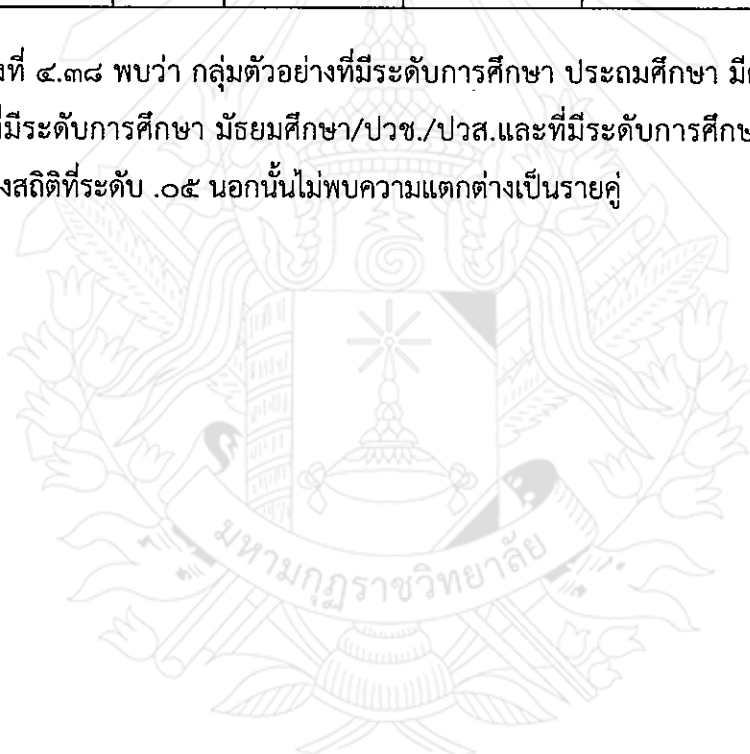 งที่ ๔.๓๘ พบว่า กลุ่มตัวอย่างที่มีระดับการศึกษา ประถมศึกษา มี
ที่มีระดับการศึกษา มัธยมศึกษา/ปวช./ปวส.และที่มีระดับการศึกษ
งสถิติที่ระดับ .๐๕ นอกนั้นไม่พบความแตกต่างเป็นรายคู่
มหามกุฏราชวิทยาลัย